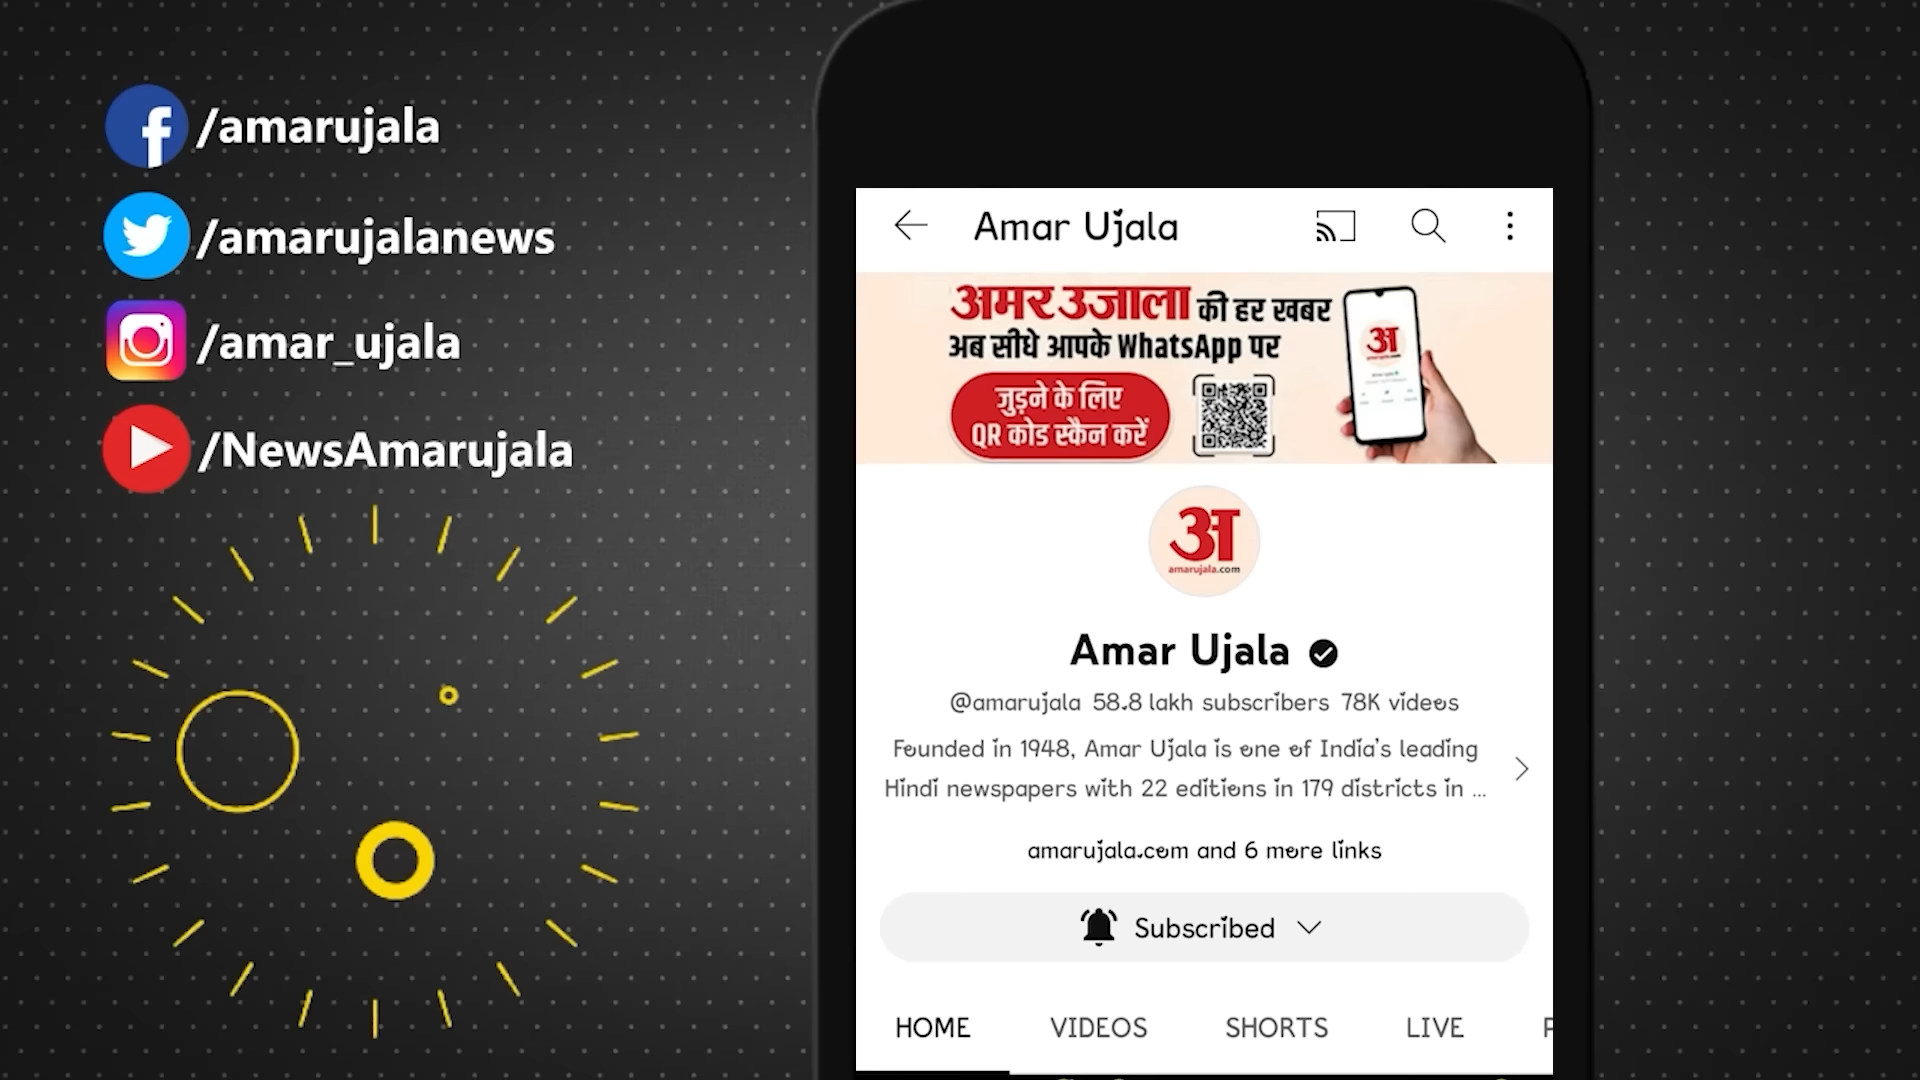 /amarujala
/amarujalanews
/amar_ujala
/NewsAmarujala
Amar Ujala
अमर उजाला की हर खबर
अब सीधे आपके WhatsApp पर
जुड़ने के लिए
QR कोड स्कैन करें
अ
अ
amarujala.com
Amar Ujala
@amarujala 58.8 lakh subscribers 78K videos
Founded in 1948, Amar Ujala is one of India's leading
Hindi newspapers with 22 editions in 179 districts in ...
amarujala.com and 6 more links
Subscribed
HOME VIDEOS SHORTS LIVE